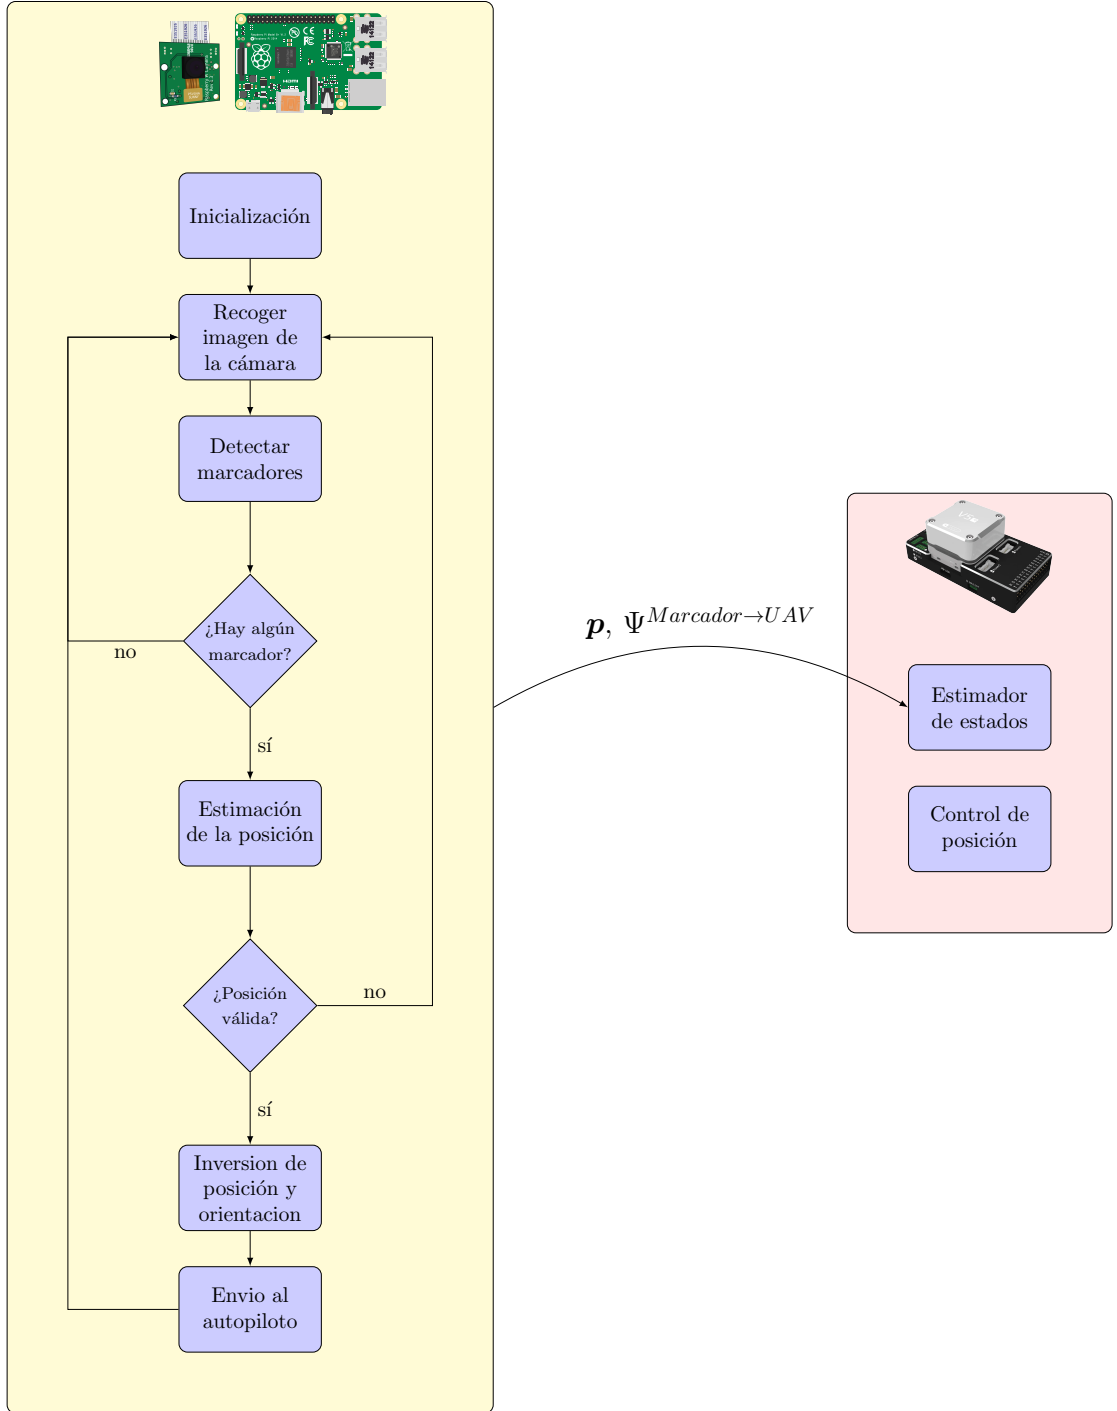 Inicialización
Recoger
imagen de
la cámara
Detectar
marcadores
¿Hay algún
marcador?
no
sí
Estimación
de la posición
¿Posición
válida?
no
sí
Inversion de
posición y
orientacion
Envio al
autopiloto
p, Ψ^{Marcador→UAV}
Estimador
de estados
Control de
posición